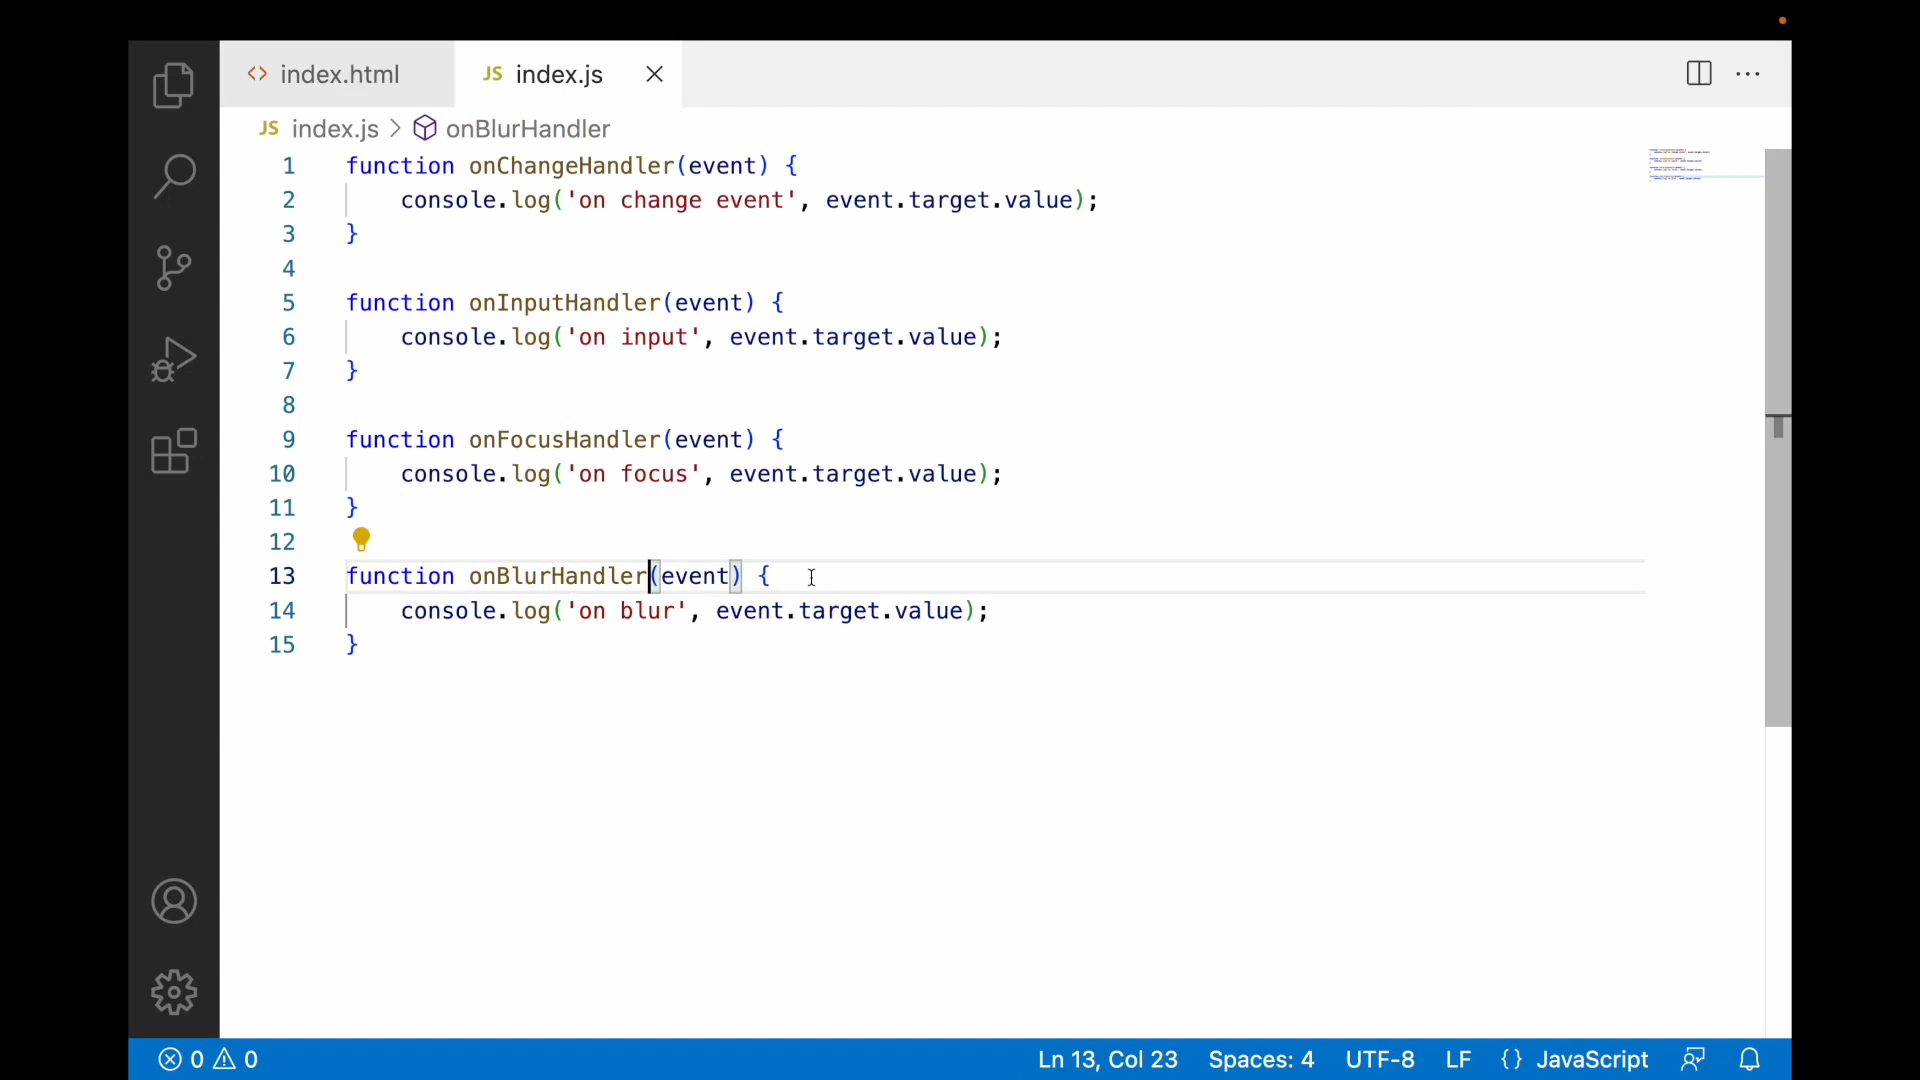 <> index.html JS index.js
JS index.js > onBlurHandler
1 function onChangeHandler(event) {
2 console.log('on change event', event.target.value);
3 }
4
5 function onInputHandler(event) {
6 console.log('on input', event.target.value);
7 }
8
9 function onFocusHandler(event) {
10 console.log('on focus', event.target.value);
11 }
12
13 function onBlurHandler(event) {
14 console.log('on blur', event.target.value);
15 }
0 0 Ln 13, Col 23 Spaces: 4 UTF-8 LF {} JavaScript